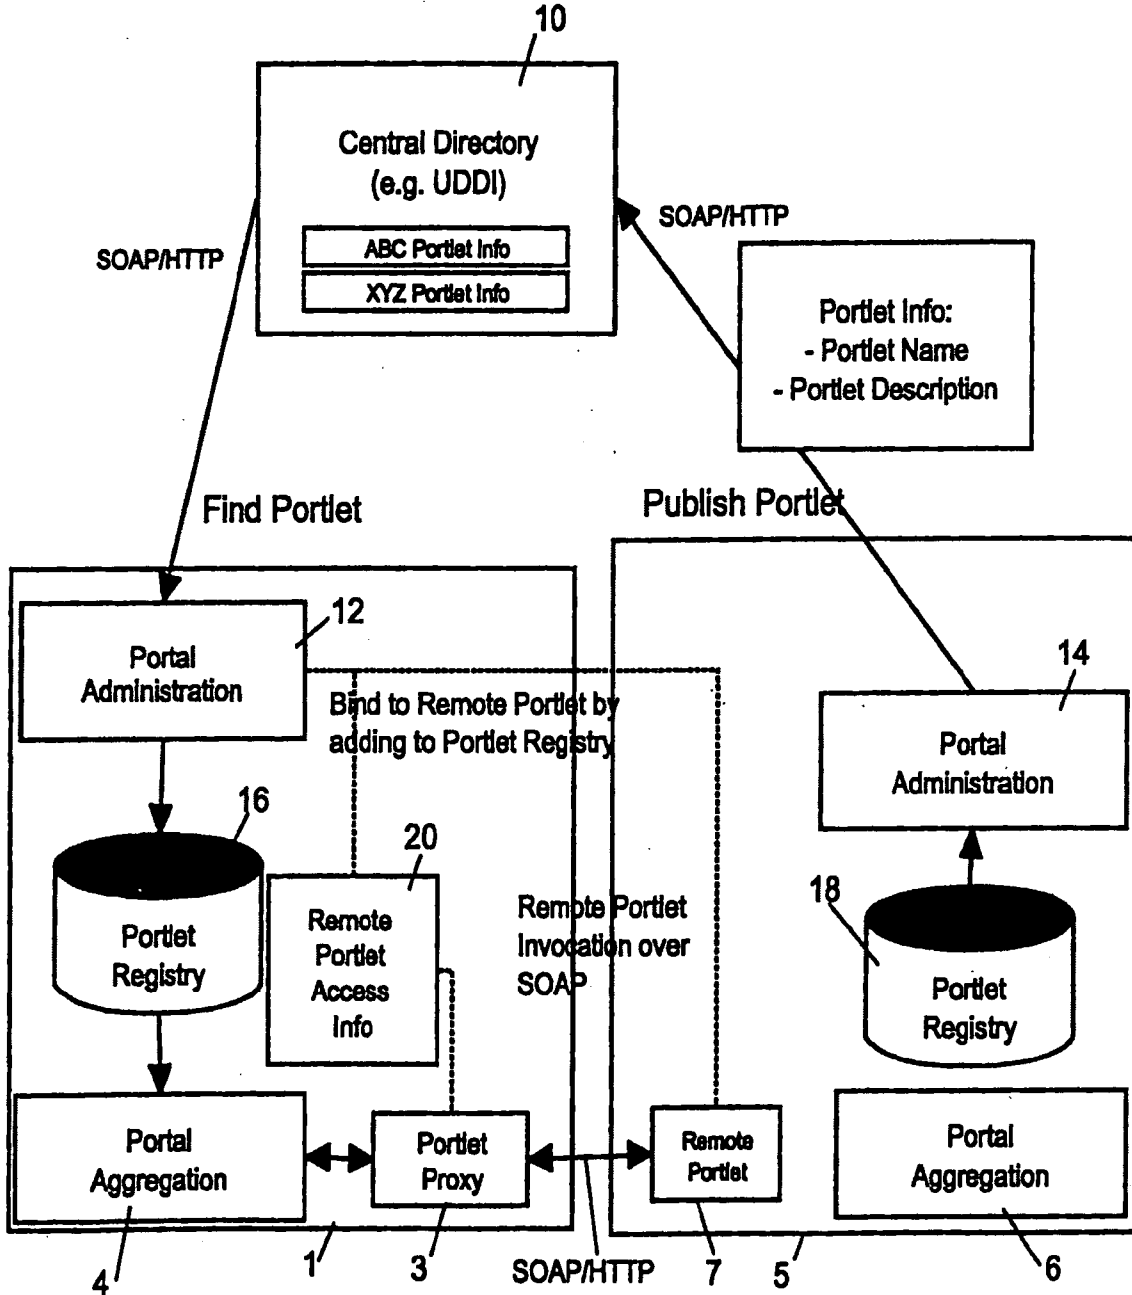 10
Central Directory
(e.g. UDDI)
ABC Portlet Info
XYZ Portlet Info
SOAP/HTTP
SOAP/HTTP
Portlet Info:
- Portlet Name
- Portlet Description
Find Portlet
Publish Portlet
12
Portal
Administration
14
Portal
Administration
Bind to Remote Portlet by
adding to Portlet Registry
16
Portlet
Registry
20
Remote
Portlet
Access
Info
Remote Portlet
Invocation over
SOAP
18
Portlet
Registry
Portal
Aggregation
Portlet
Proxy
Remote
Portlet
Portal
Aggregation
4
1
3
SOAP/HTTP
7
5
6